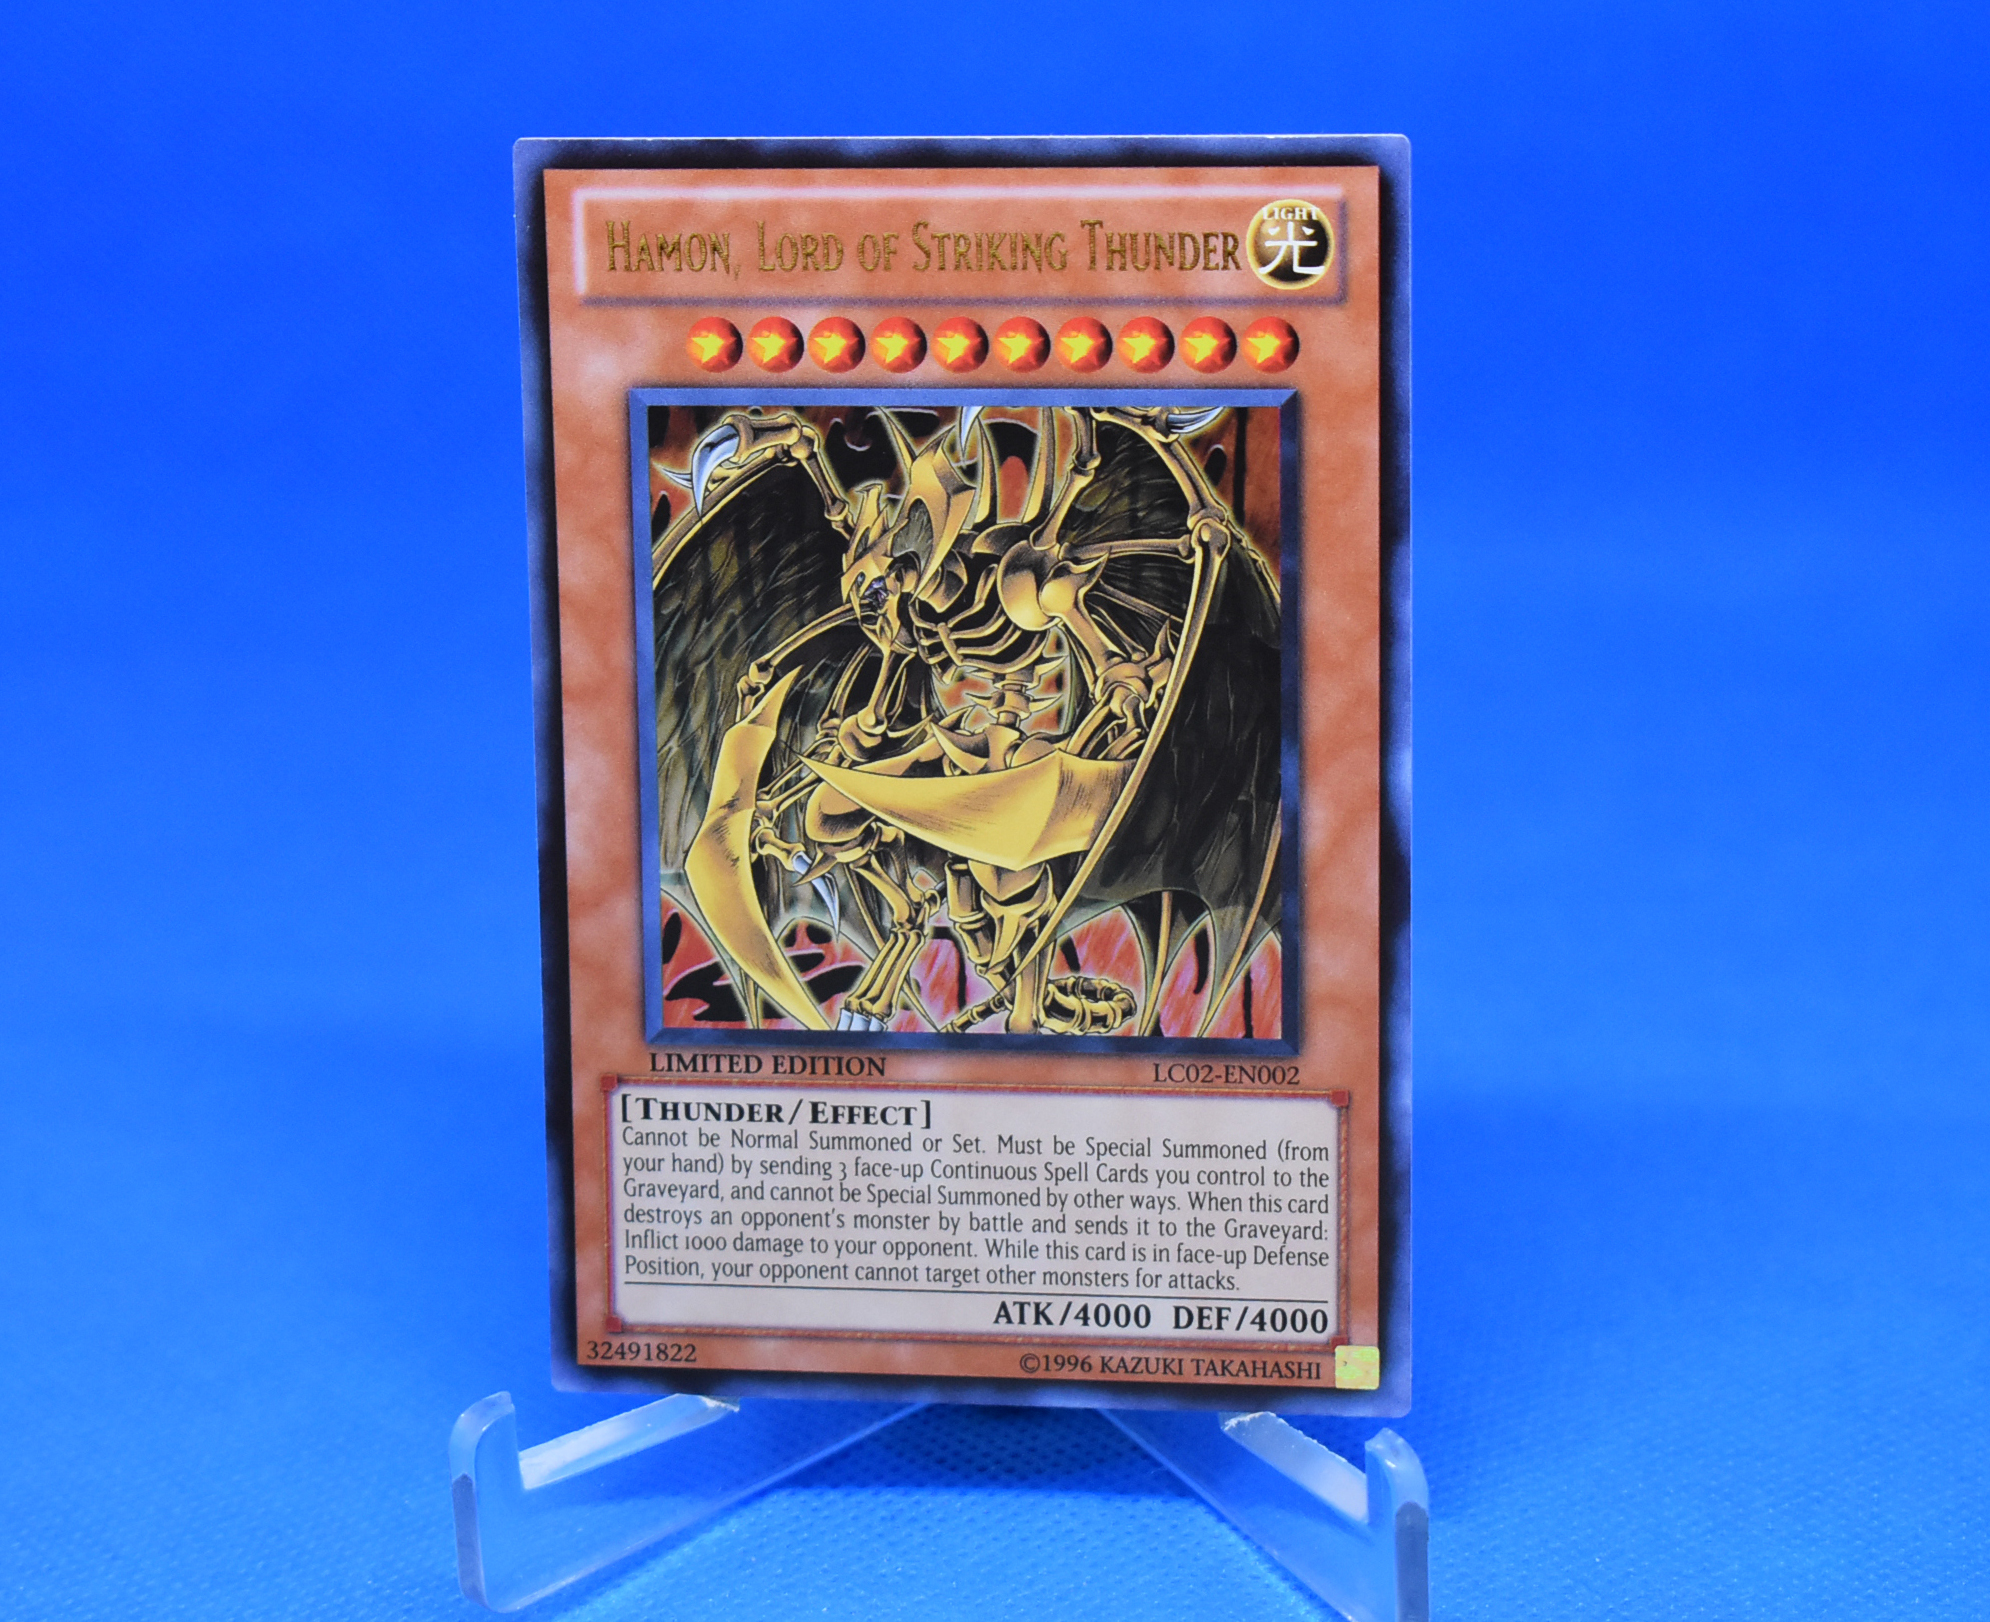 HAMON, LORD OF STRIKING THUNDER
LIGHT
光
LIMITED EDITION
LC02-EN002
[THUNDER/EFFECT]
Cannot be Normal Summoned or Set. Must be Special Summoned (from
your hand) by sending 3 face-up Continuous Spell Cards you control to the
Graveyard, and cannot be Special Summoned by other ways. When this card
destroys an opponent's monster by battle and sends it to the Graveyard:
Inflict 1000 damage to your opponent. While this card is in face-up Defense
Position, your opponent cannot target other monsters for attacks.
ATK/4000 DEF/4000
32491822
©1996 KAZUKI TAKAHASHI